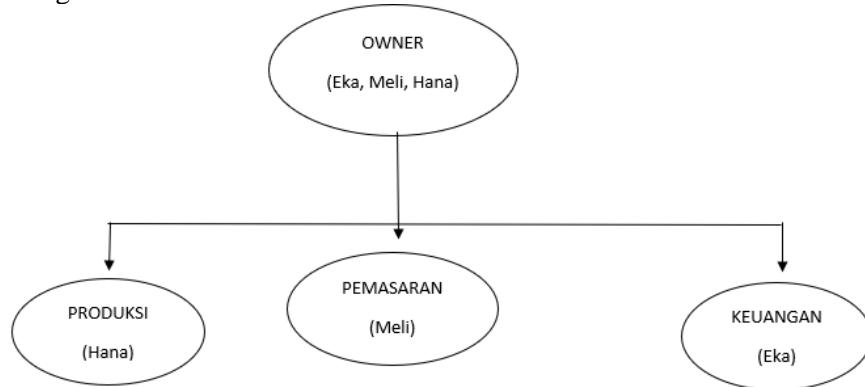 OWNER
(Eka, Meli, Hana)
PRODUKSI
(Hana)
PEMASARAN
(Meli)
KEUANGAN
(Eka)